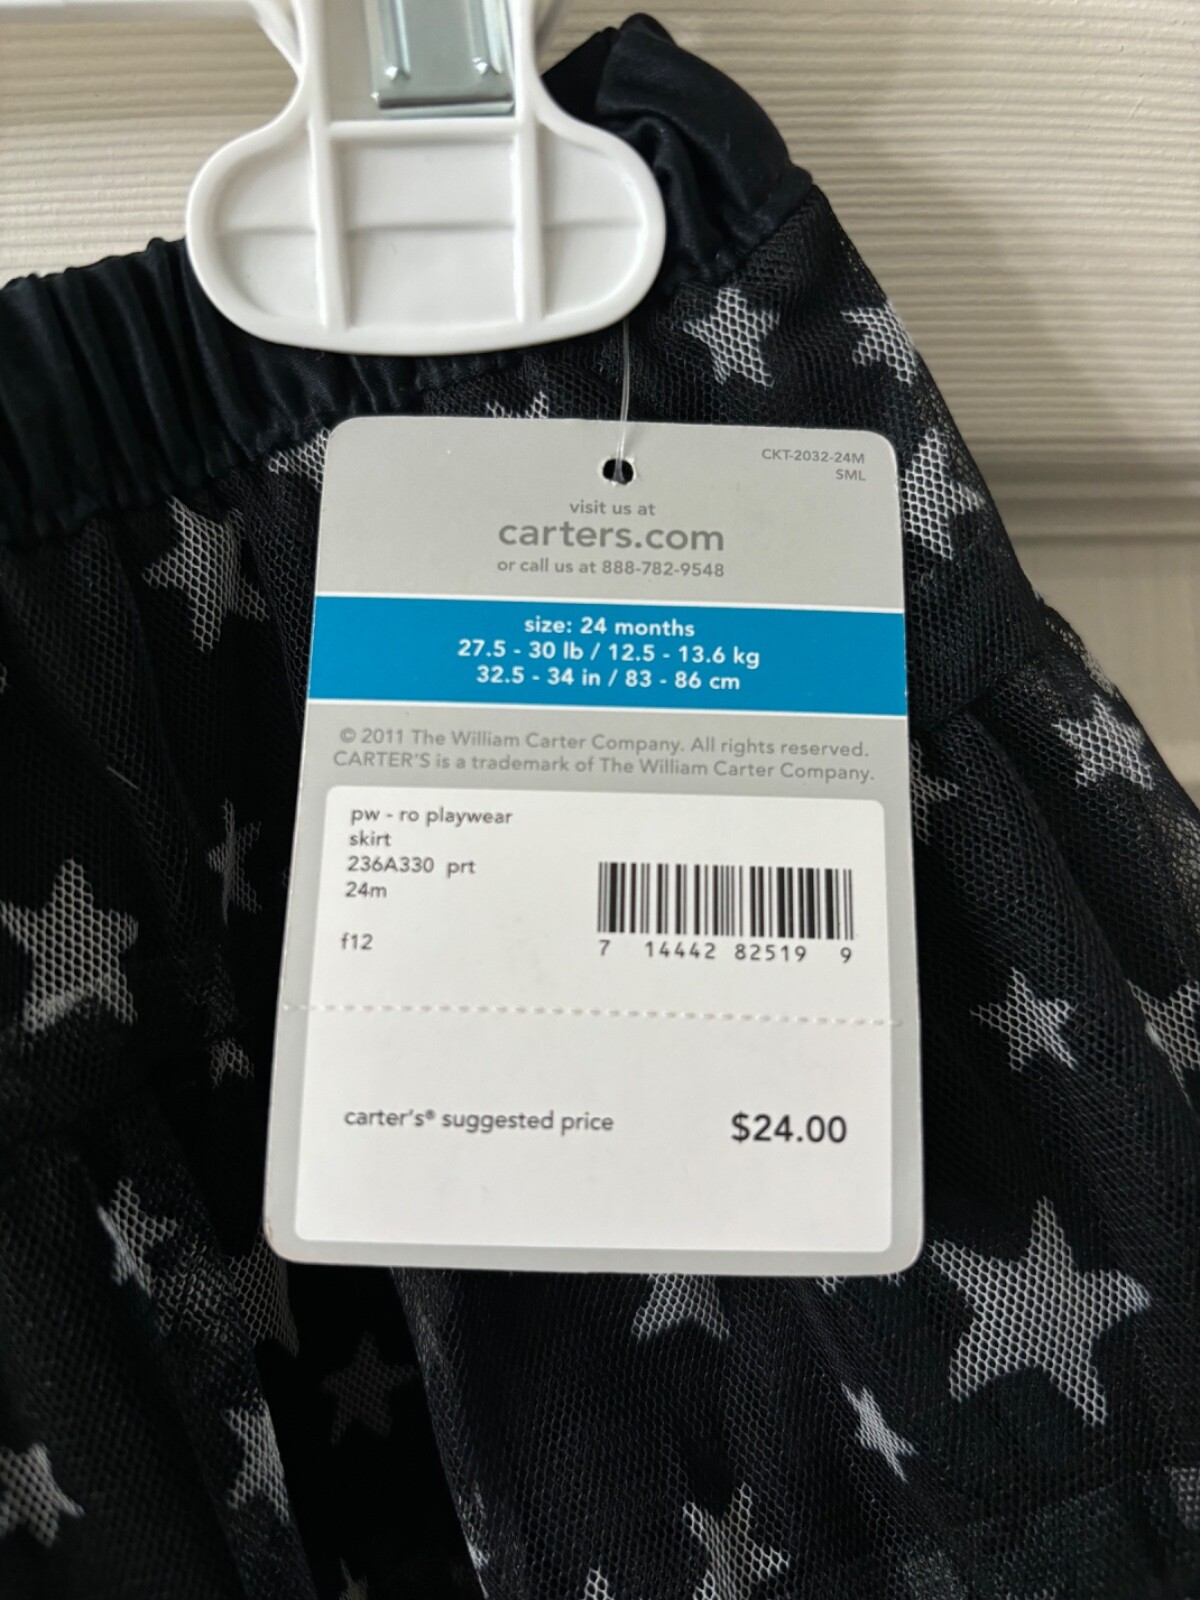 CKT-2032-24M
SML
visit us at
carters.com
or call us at 888-782-9548
size: 24 months
27.5 - 30 lb / 12.5 - 13.6 kg
32.5 - 34 in / 83 - 86 cm
© 2011 The William Carter Company. All rights reserved.
CARTER'S is a trademark of The William Carter Company.
pw - ro playwear
skirt
236A330 prt
24m
f12
7 14442 82519 9
carter's® suggested price $24.00